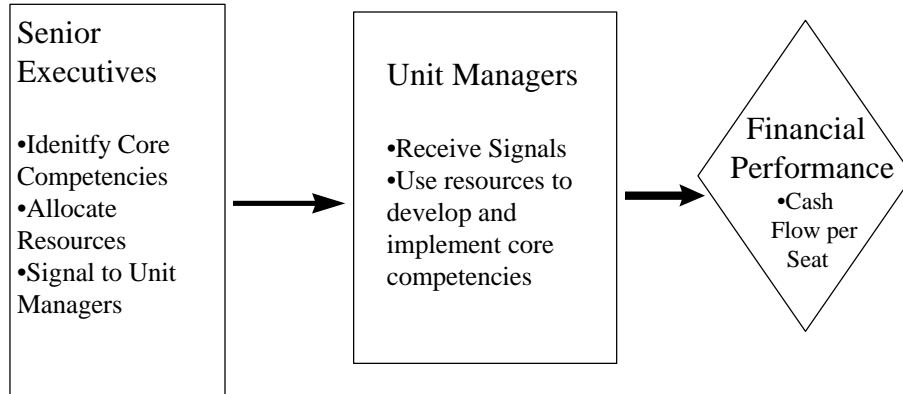 Senior
Executives
•Idenitfy Core
Competencies
•Allocate
Resources
•Signal to Unit
Managers
Unit Managers
•Receive Signals
•Use resources to
develop and
implement core
competencies
Financial
Performance
•Cash
Flow per
Seat